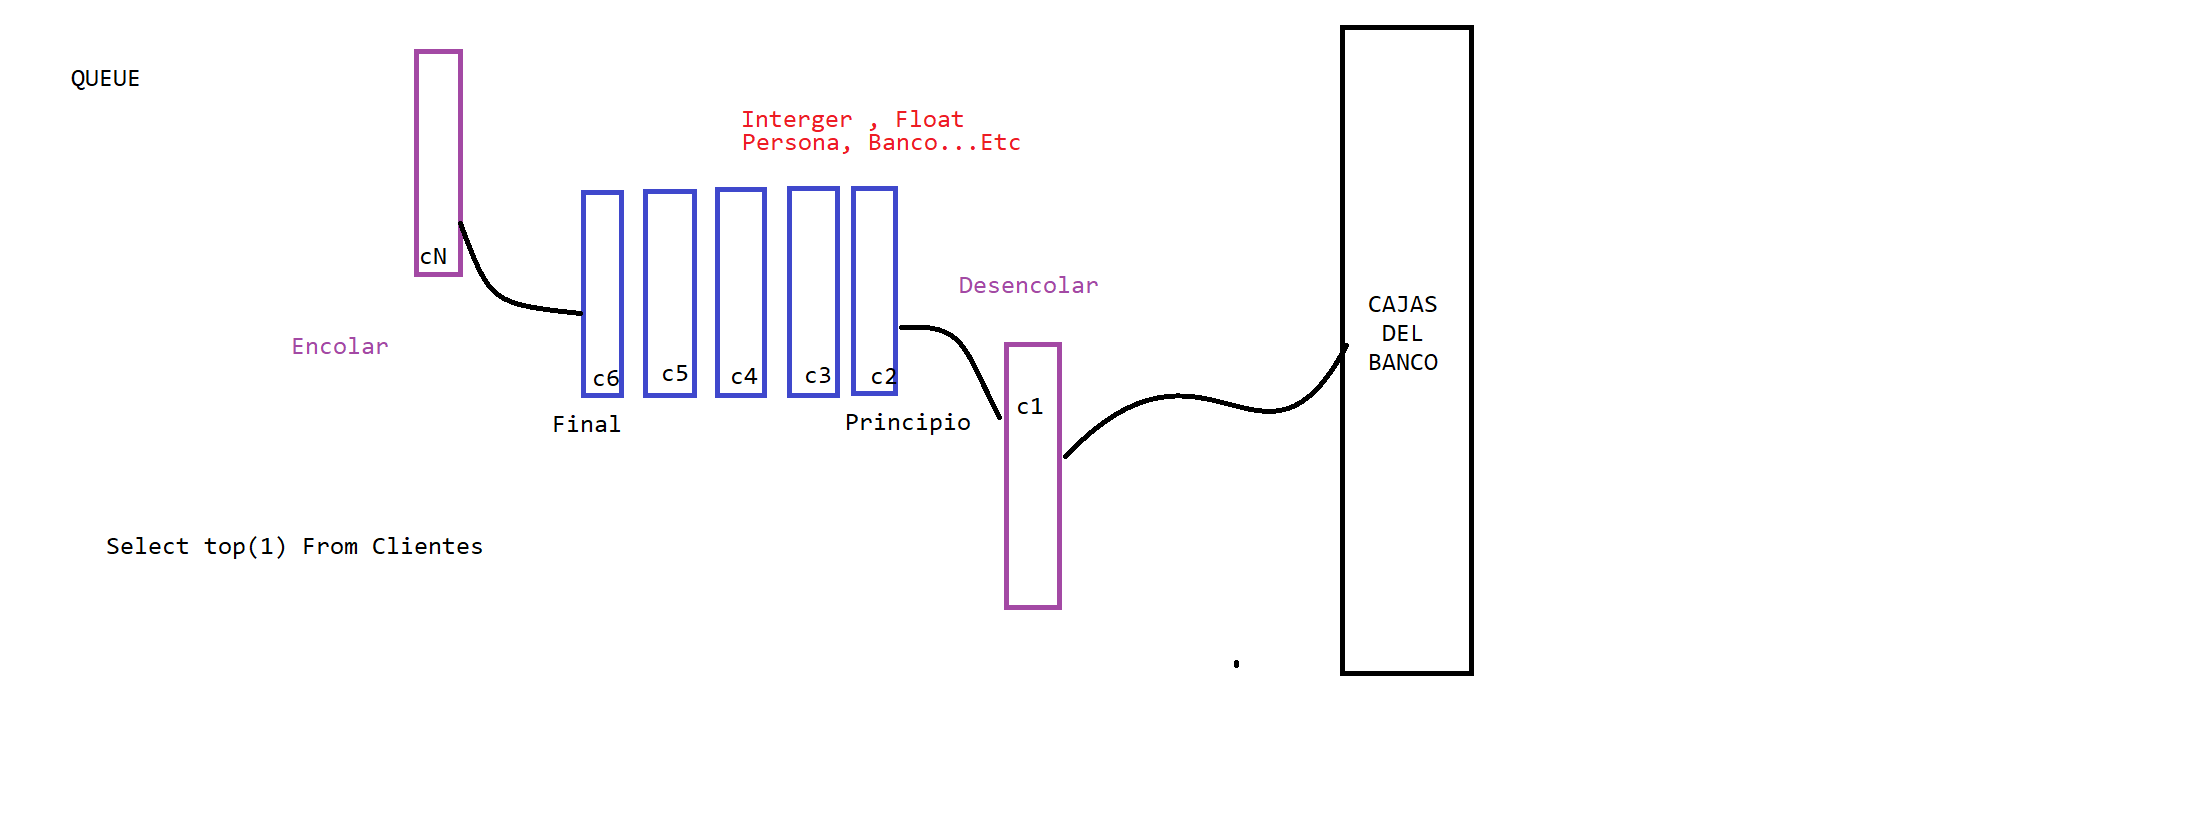 QUEUE
Interger , Float
Persona, Banco...Etc
cN
Desencolar
CAJAS
DEL
BANCO
Encolar
c6 c5 c4 c3 c2
c1
Final
Principio
Select top(1) From Clientes